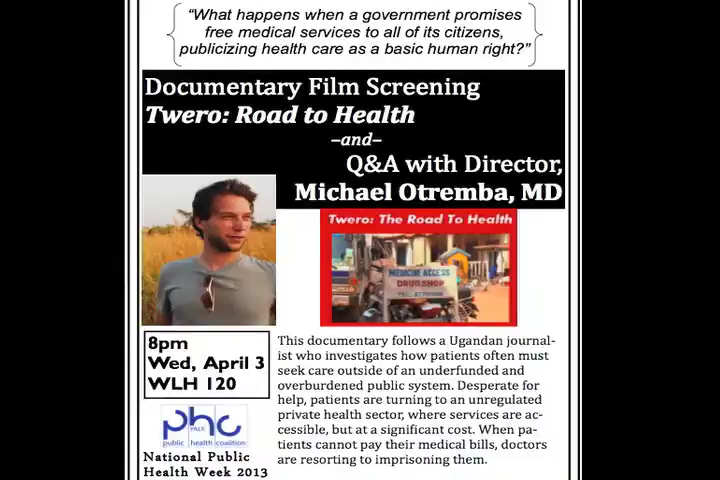 “What happens when a government promises
free medical services to all of its citizens,
publicizing health care as a basic human right?”
Documentary Film Screening
Twero: Road to Health
–and–
Q&A with Director,
Michael Otremba, MD
Twero: The Road To Health
MEDICINE ACCESS
DRUG SHOP
8pm
Wed, April 3
WLH 120
This documentary follows a Ugandan journal-
ist who investigates how patients often must
seek care outside of an underfunded and
overburdened public system. Desperate for
help, patients are turning to an unregulated
private health sector, where services are ac-
cessible, but at a significant cost. When pa-
tients cannot pay their medical bills, doctors
are resorting to imprisoning them.
phc
YALE
public health coalition
National Public
Health Week 2013